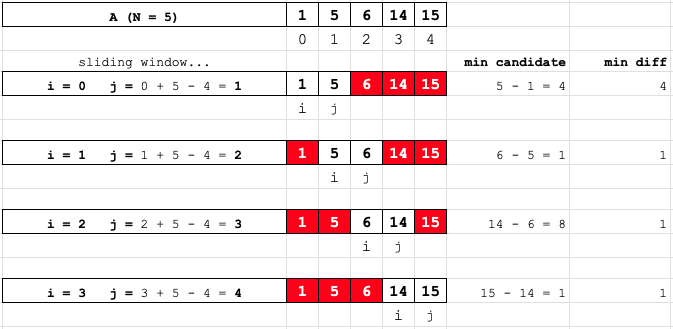 A (N = 5) 1 5 6 14 15
0 1 2 3 4
sliding window... min candidate min diff
i = 0 j = 0 + 5 - 4 = 1 1 5 6 14 15 5 - 1 = 4 4
i j
i = 1 j = 1 + 5 - 4 = 2 1 5 6 14 15 6 - 5 = 1 1
i j
i = 2 j = 2 + 5 - 4 = 3 1 5 6 14 15 14 - 6 = 8 1
i j
i = 3 j = 3 + 5 - 4 = 4 1 5 6 14 15 15 - 14 = 1 1
i j